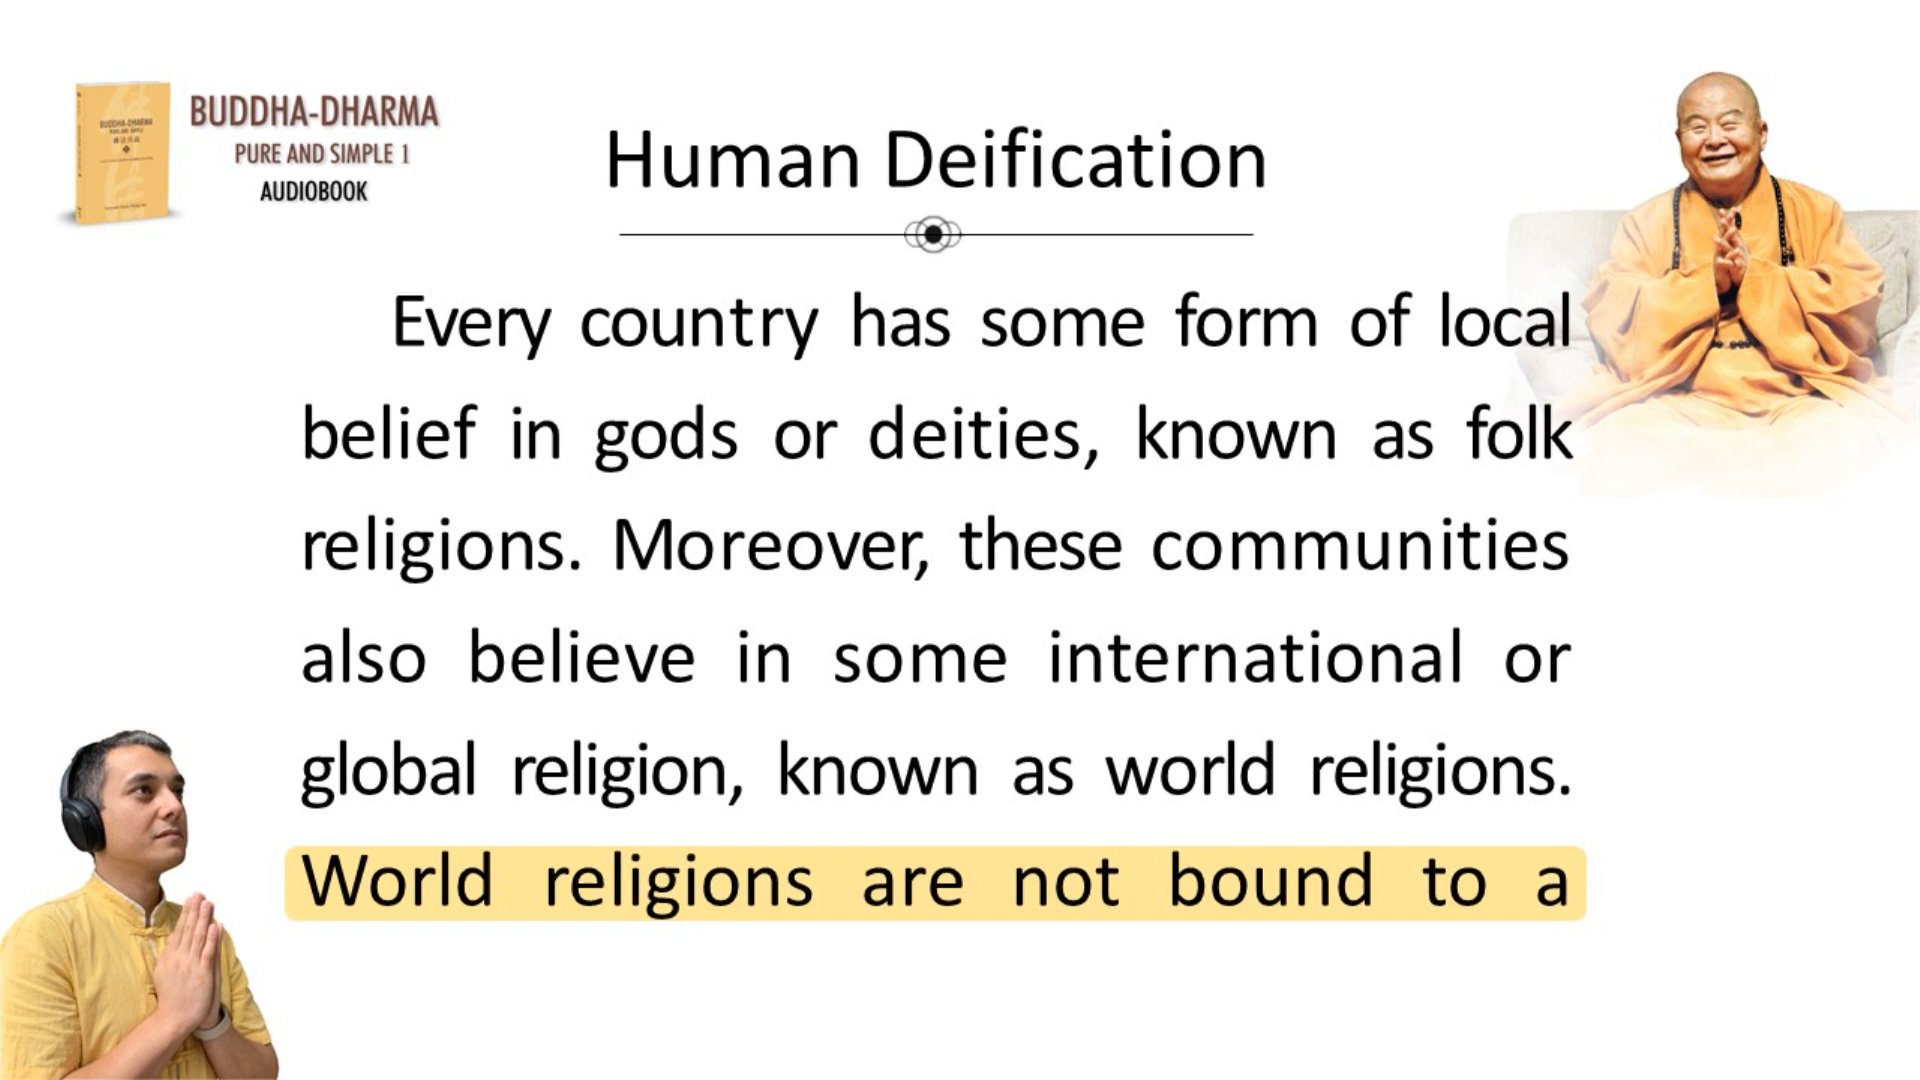 BUDDHA-DHARMA
PURE AND SIMPLE 1
AUDIOBOOK
BUDDHA-DHARMA
Human Deification
Every country has some form of local
belief in gods or deities, known as folk
religions. Moreover, these communities
also believe in some international or
global religion, known as world religions.
World religions are not bound to a